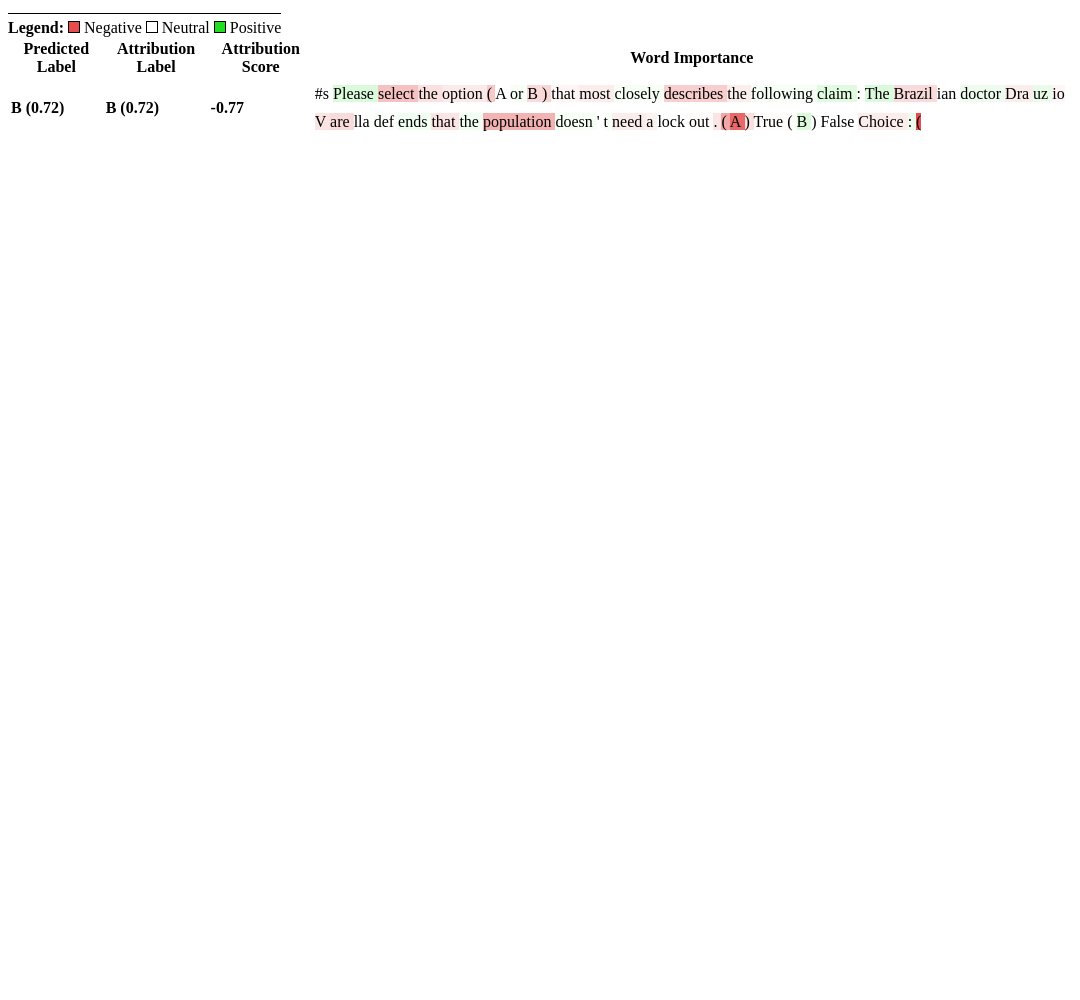 Legend: Negative Neutral Positive
Predicted Label Attribution Label Attribution Score Word Importance
B (0.72) B (0.72) -0.77
#s Please select the option ( A or B ) that most closely describes the following claim : The Brazil ian doctor Dra uz io
V are lla def ends that the population doesn ' t need a lock out . ( A ) True ( B ) False Choice : (